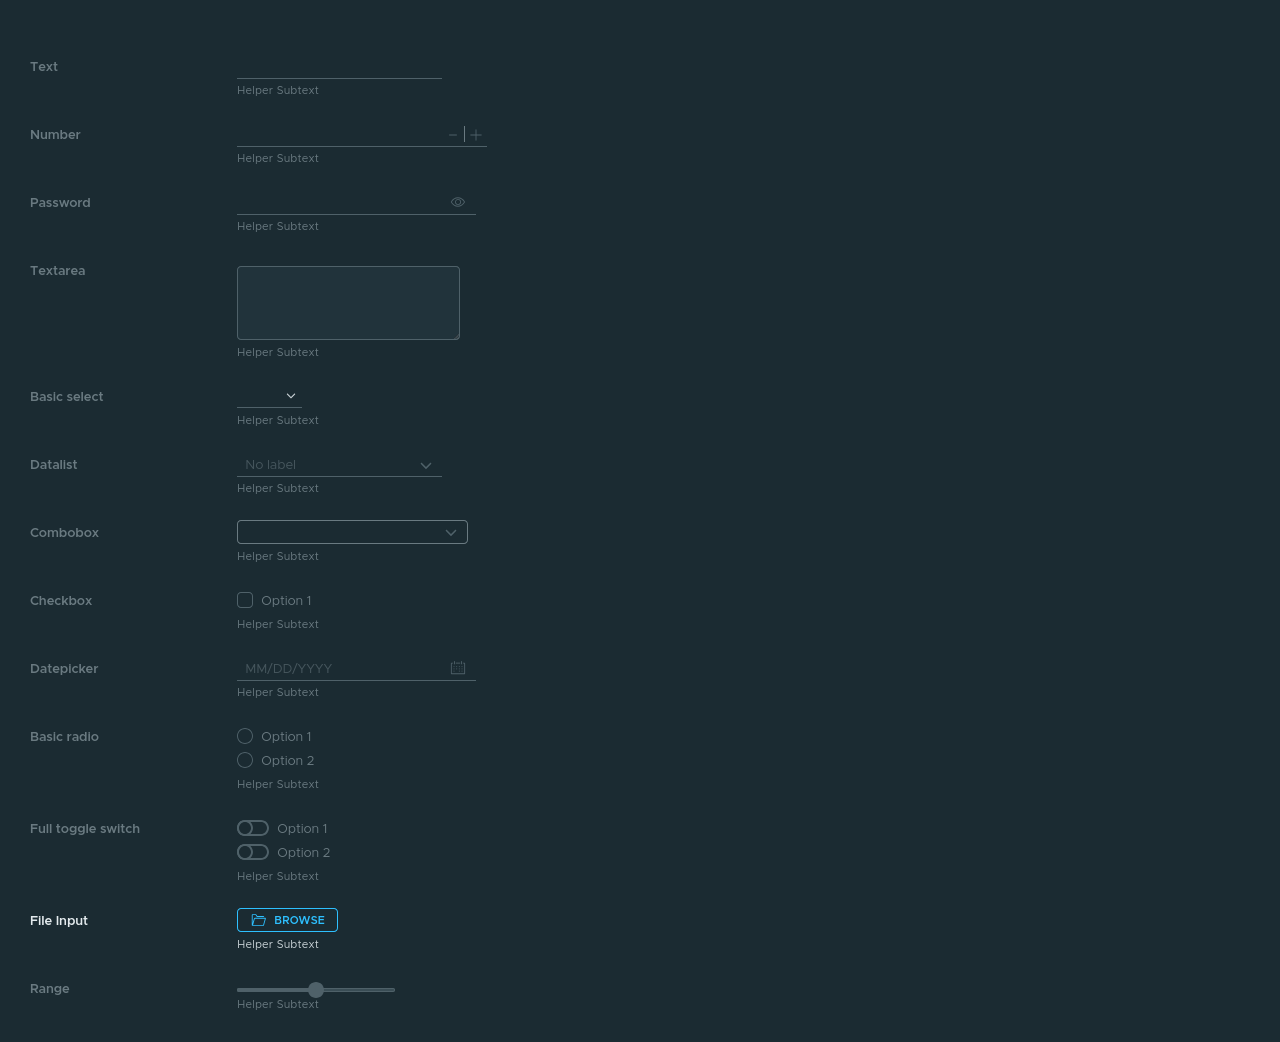 Text
Helper Subtext
Number
Helper Subtext
Password
Helper Subtext
Textarea
Helper Subtext
Basic select
Helper Subtext
Datalist No label
Helper Subtext
Combobox
Helper Subtext
Checkbox Option 1
Helper Subtext
Datepicker MM/DD/YYYY
Helper Subtext
Basic radio Option 1
Option 2
Helper Subtext
Full toggle switch Option 1
Option 2
Helper Subtext
File Input BROWSE
Helper Subtext
Range
Helper Subtext